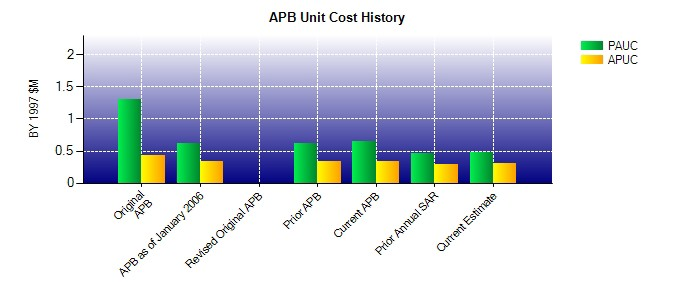 APB Unit Cost History
PAUC
APUC
BY 1997 $M
2
1.5
1
0.5
0
Original
APB
APB as of January 2006
Revised Original APB
Prior APB
Current APB
Prior Annual SAR
Current Estimate